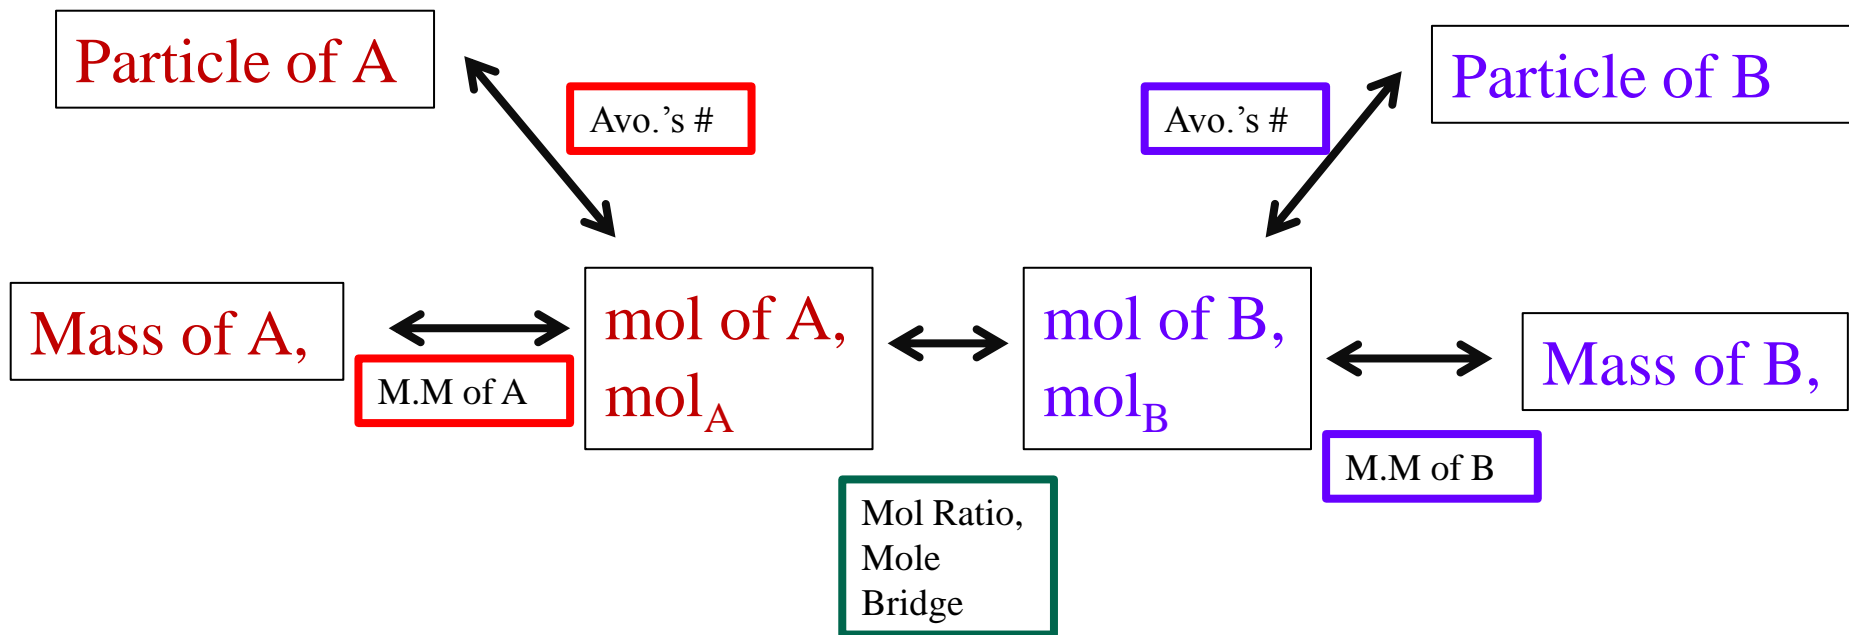 Particle of A
Particle of B
Avo.’s #
Avo.’s #
Mass of A,
mol of A,
mol of B,
Mass of B,
M.M of A
molA
molB
M.M of B
Mol Ratio,
Mole
Bridge